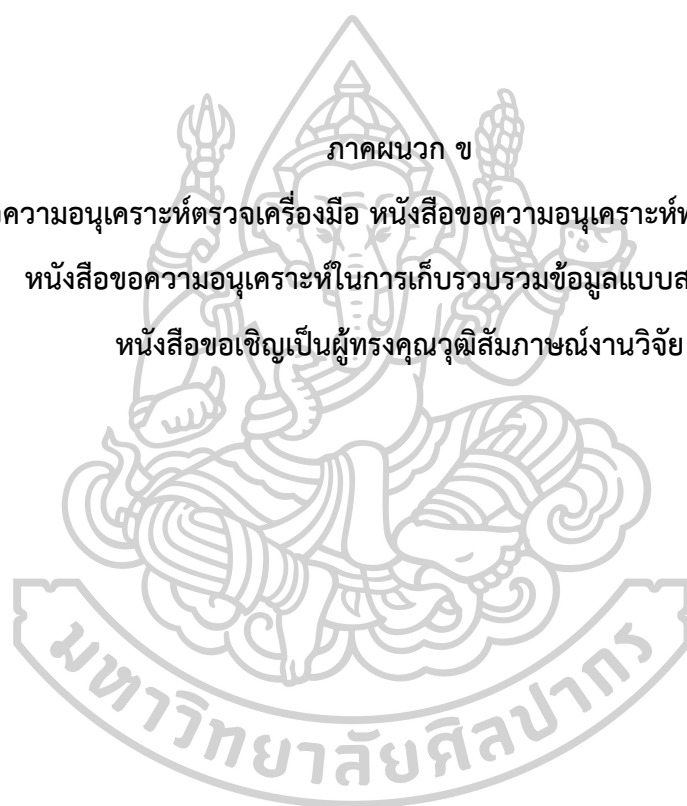 ภาคผนวก ข
ความอนุเคราะห์ตรวจเครื่องมือ หนังสือขอความอนุเคราะห์
หนังสือขอความอนุเคราะห์ในการเก็บรวบรวมข้อมูล
หนังสือขอเชิญเป็นผู้ทรงคุณวุฒิสัมภาษณ์งานวิจัย
มหาวิทยาลัยศิลปากร